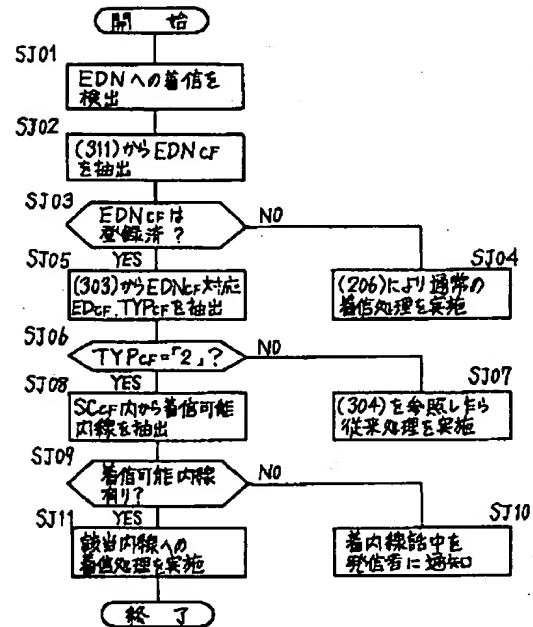 開 始
SJ01
EDNへの着信を
検出
SJ02
(311)からEDNCF
を抽出
SJ03
EDNCFは
登録済?
NO
YES
SJ04
(206)により通常の
着信処理を実施
SJ05
(303)からEDNCF対応
EDCF,TYPCFを抽出
SJ06
TYPCF=「2」?
NO
YES
SJ07
(304)を参照し
従来処理を実施
SJ08
SCCF内から着信可能
内線を抽出
SJ09
着信可能内線
有り?
NO
YES
SJ10
着内線話中を
発信者に通知
SJ11
該当内線への
着信処理を実施
終 了